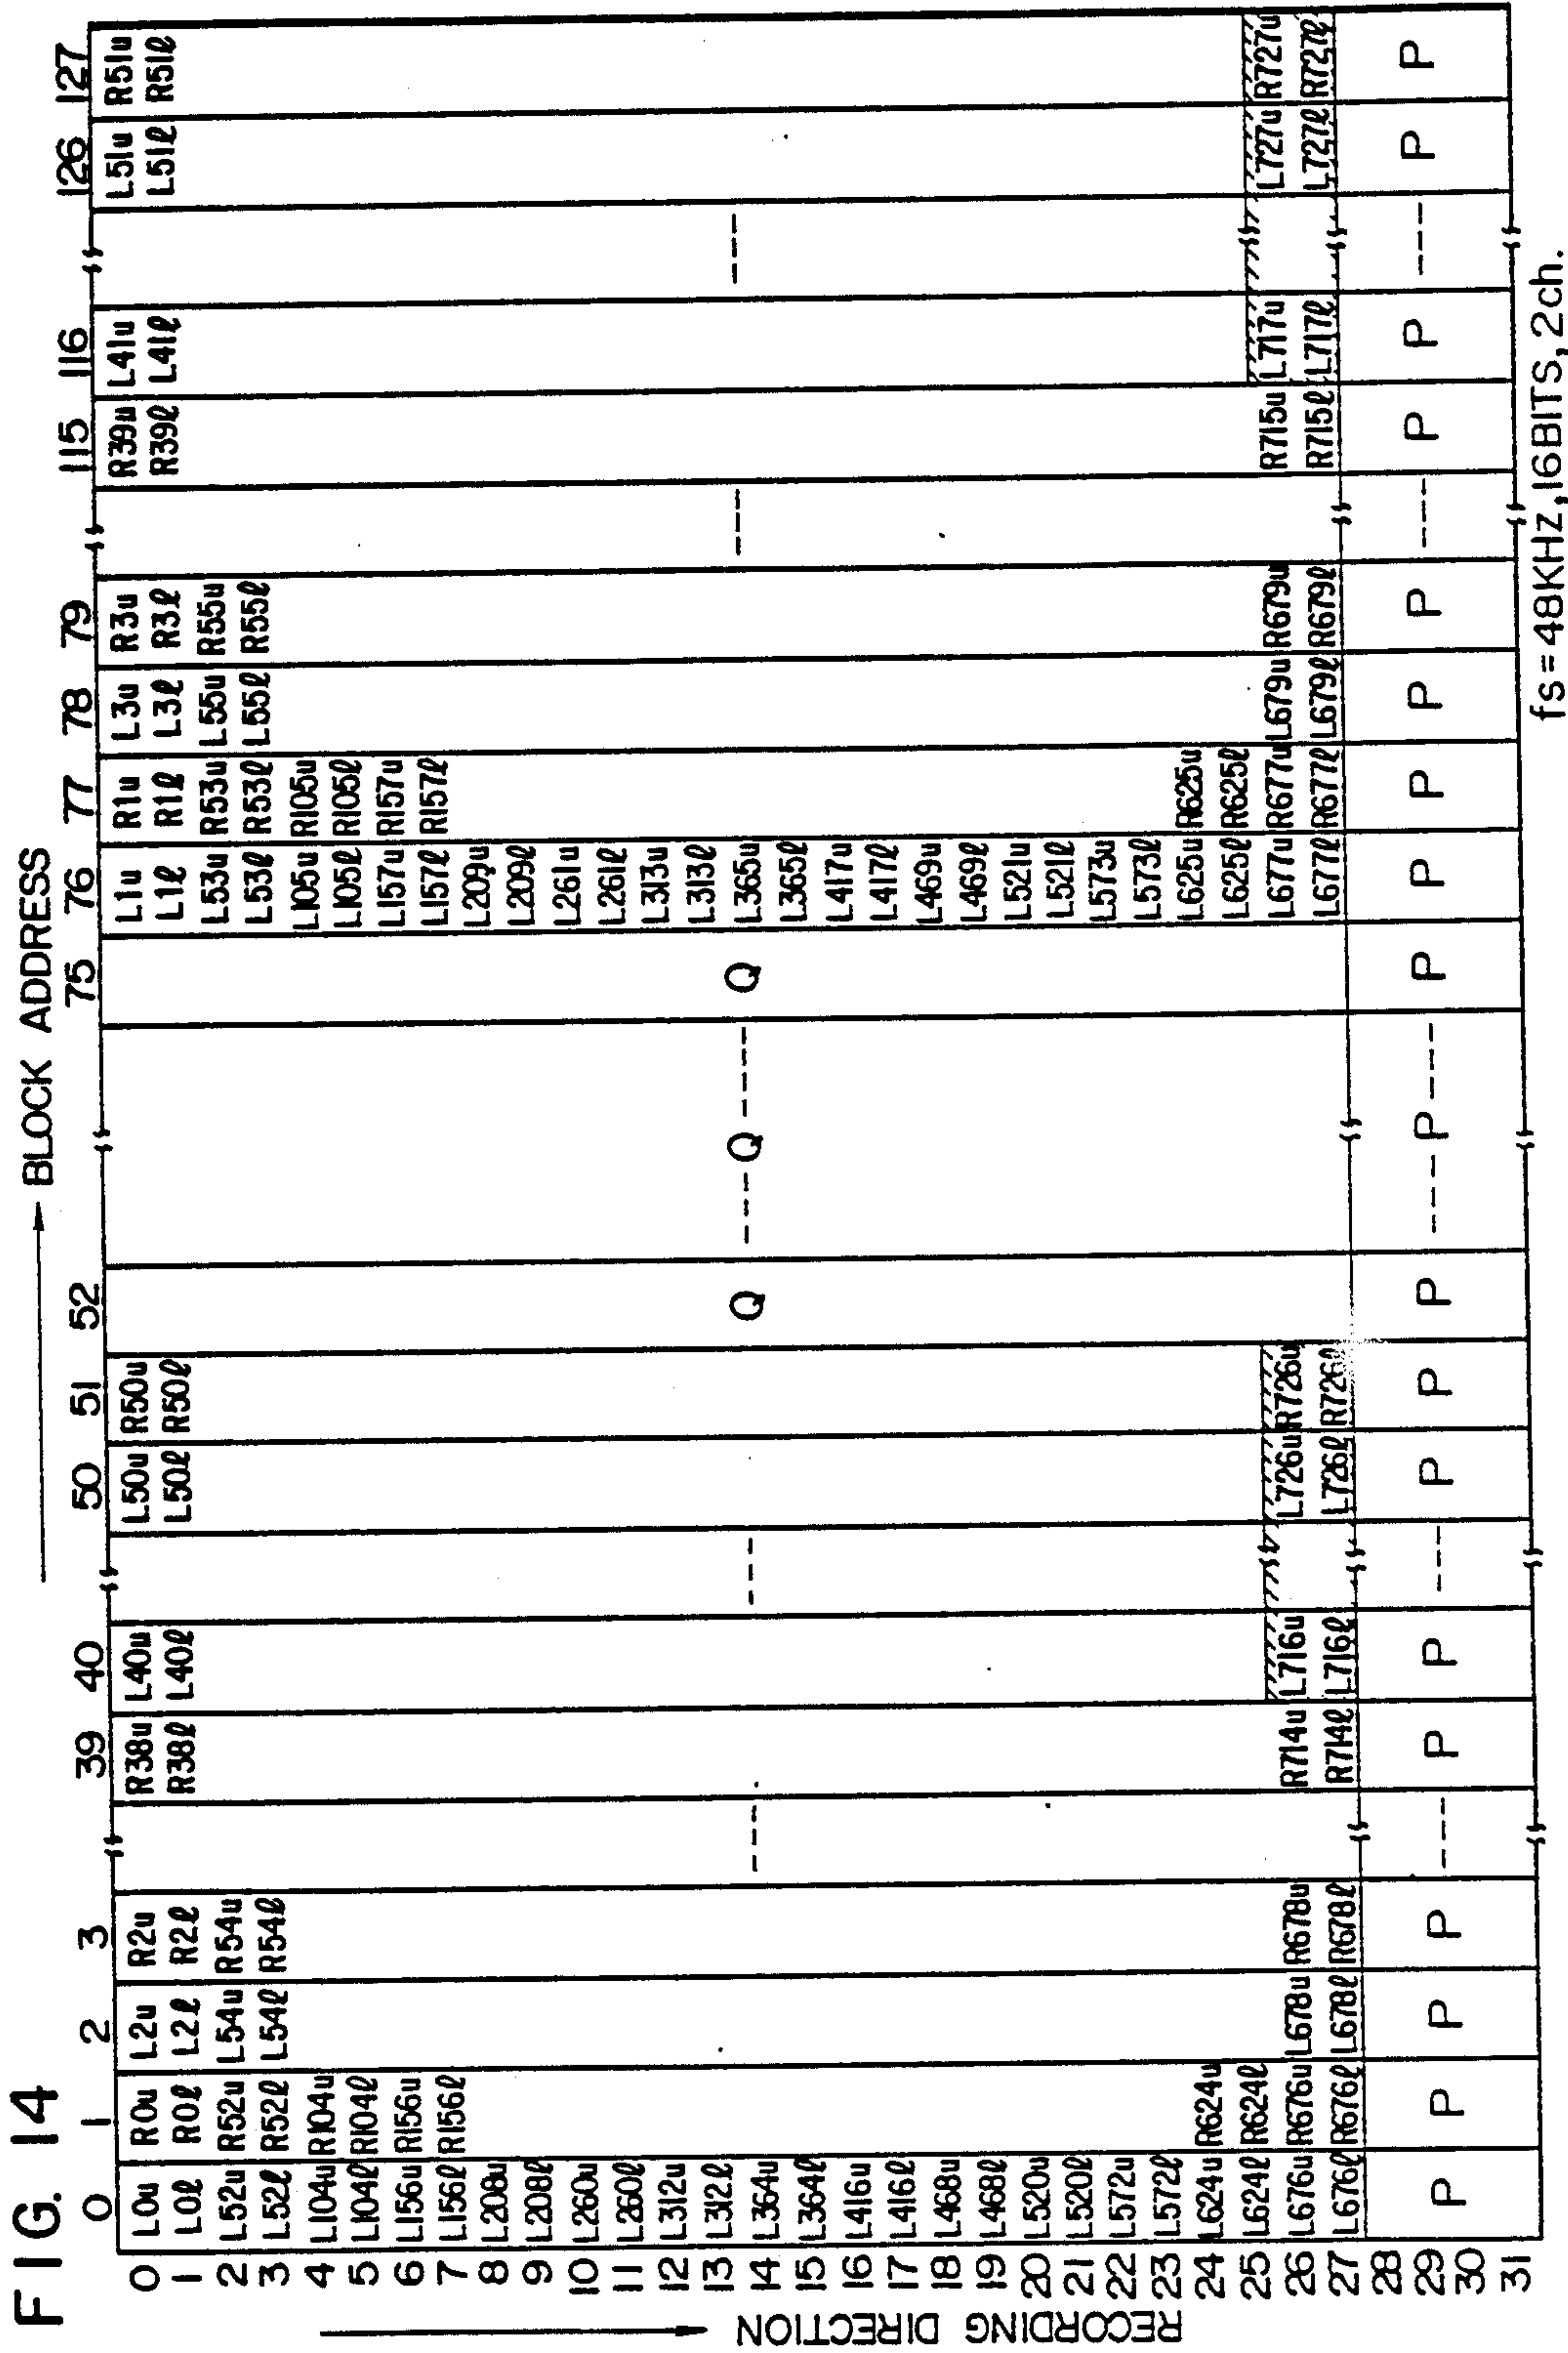 FIG. 14
BLOCK ADDRESS
0 1 2 3 39 40 50 51 52 75 76 77 78 79 115 116 126 127
RECORDING DIRECTION
0 L0u R0u L2u R2u R38u L40u L50u R50u L1u R1u L3u R3u R39u L41u L51u R51u
1 L0ℓ R0ℓ L2ℓ R2ℓ R38ℓ L40ℓ L50ℓ R50ℓ L1ℓ R1ℓ L3ℓ R3ℓ R39ℓ L41ℓ L51ℓ R51ℓ
2 L52u R52u L54u R54u L53u R53u L55u R55u
3 L52ℓ R52ℓ L54ℓ R54ℓ L53ℓ R53ℓ L55ℓ R55ℓ
4 L104u R104u L105u R105u
5 L104ℓ R104ℓ L105ℓ R105ℓ
6 L156u R156u L157u R157u
7 L156ℓ R156ℓ L157ℓ R157ℓ
8 L208u L209u
9 L208ℓ L209ℓ
10 L260u L261u
11 L260ℓ L261ℓ
12 L312u L313u
13 L312ℓ L313ℓ
14 L364u Q Q Q L365u
15 L364ℓ L365ℓ
16 L416u L417u
17 L416ℓ L417ℓ
18 L468u L469u
19 L468ℓ L469ℓ
20 L520u L521u
21 L520ℓ L521ℓ
22 L572u L573u
23 L572ℓ L573ℓ
24 L624u R624u L625u R625u
25 L624ℓ R624ℓ L625ℓ R625ℓ
26 L676u R676u L678u R678u R714u L716u L726u R726u L677u R677u L679u R679u R715u L717u L727u R727u
27 L676ℓ R676ℓ L678ℓ R678ℓ R714ℓ L716ℓ L726ℓ R726ℓ L677ℓ R677ℓ L679ℓ R679ℓ R715ℓ L717ℓ L727ℓ R727ℓ
28
29 P P P P P P P P P P P P P P P P P P P
30
31
fs=48KHZ,16BITS,2ch.